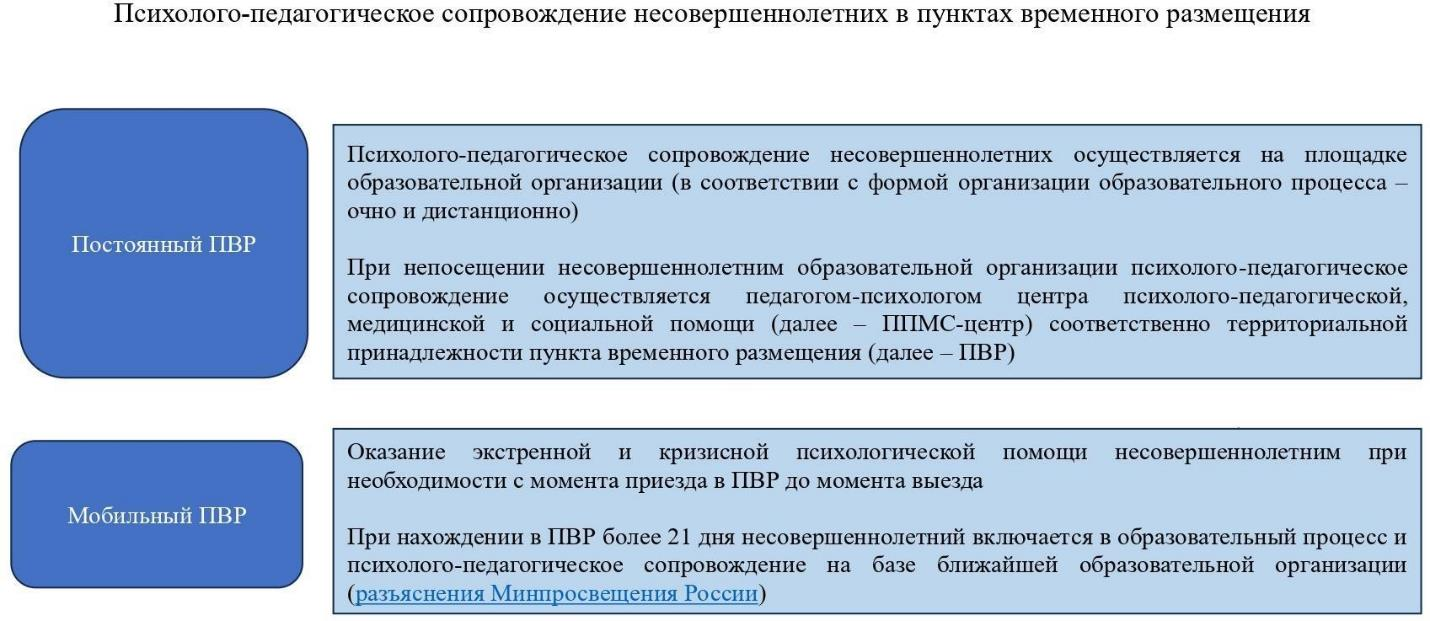 Психолого-педагогическое сопровождение несовершеннолетних в пунктах временного размещения
Постоянный ПВР
Психолого-педагогическое сопровождение несовершеннолетних осуществляется на площадке
образовательной организации (в соответствии с формой организации образовательного процесса –
очно и дистанционно)
При непосещении несовершеннолетним образовательной организации психолого-педагогическое
сопровождение осуществляется педагогом-психологом центра психолого-педагогической,
медицинской и социальной помощи (далее – ППМС-центр) соответственно территориальной
принадлежности пункта временного размещения (далее – ПВР)
Мобильный ПВР
Оказание экстренной и кризисной психологической помощи несовершеннолетним при
необходимости с момента приезда в ПВР до момента выезда
При нахождении в ПВР более 21 дня несовершеннолетний включается в образовательный процесс и
психолого-педагогическое сопровождение на базе ближайшей образовательной организации
(разъяснения Минпросвещения России)